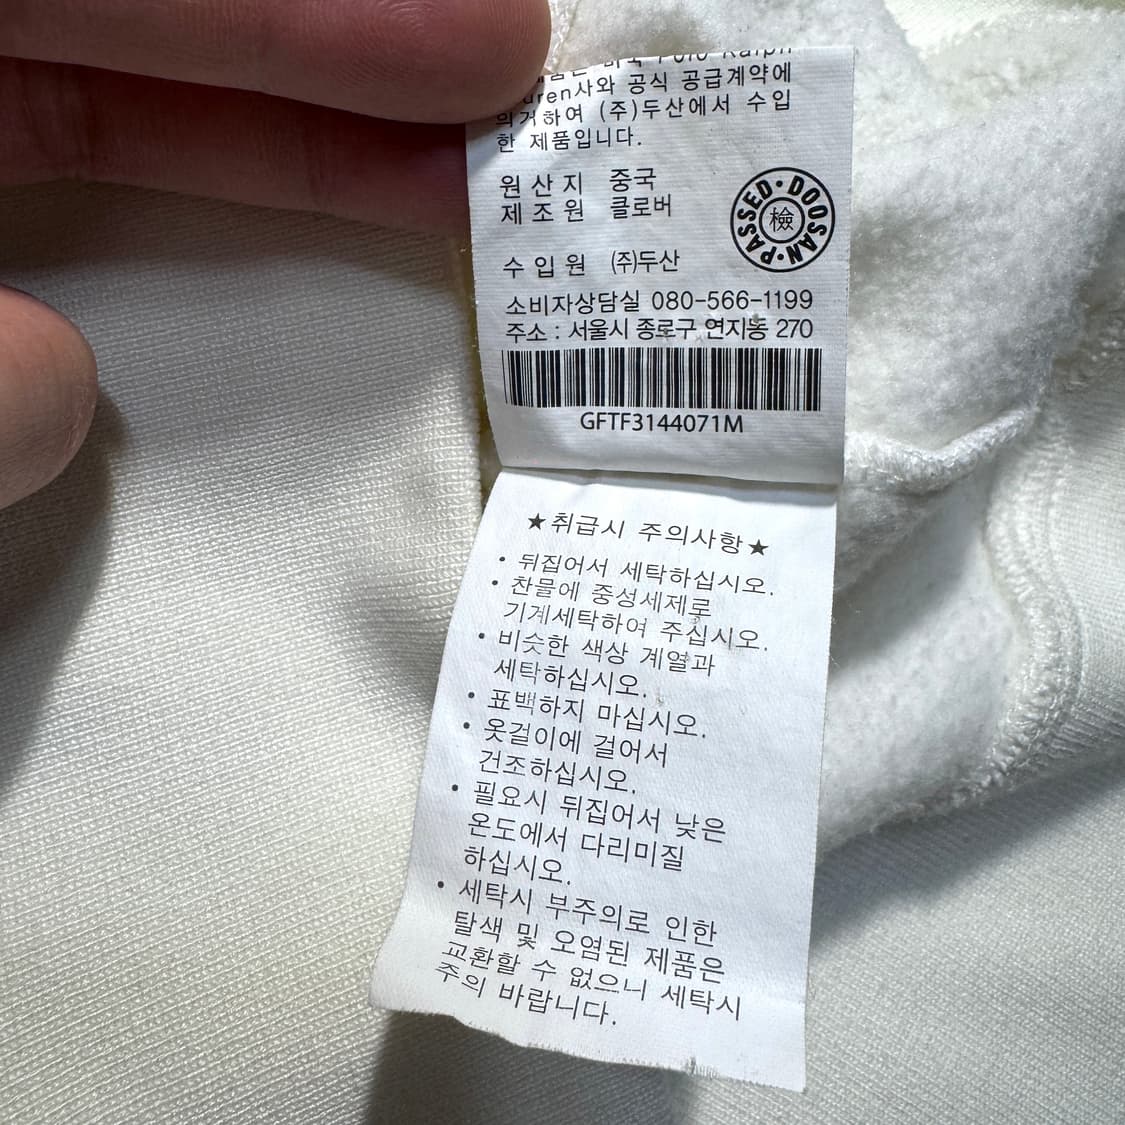 미국 Polo Ralph
uren사와 공식 공급계약에
의거하여 (주)두산에서 수입
한 제품입니다.
원 산 지 중국
제 조 원 클로버
PASSED·DOOSAN·
檢
수 입 원 (주)두산
소비자상담실 080-566-1199
주소 : 서울시 종로구 연지동 270
GFTF3144071M
★취급시 주의사항★
• 뒤집어서 세탁하십시오.
• 찬물에 중성세제로
기계세탁하여 주십시오.
• 비슷한 색상 계열과
세탁하십시오.
• 표백하지 마십시오.
• 옷걸이에 걸어서
건조하십시오.
• 필요시 뒤집어서 낮은
온도에서 다리미질
하십시오.
• 세탁시 부주의로 인한
탈색 및 오염된 제품은
교환할 수 없으니 세탁시
주의 바랍니다.